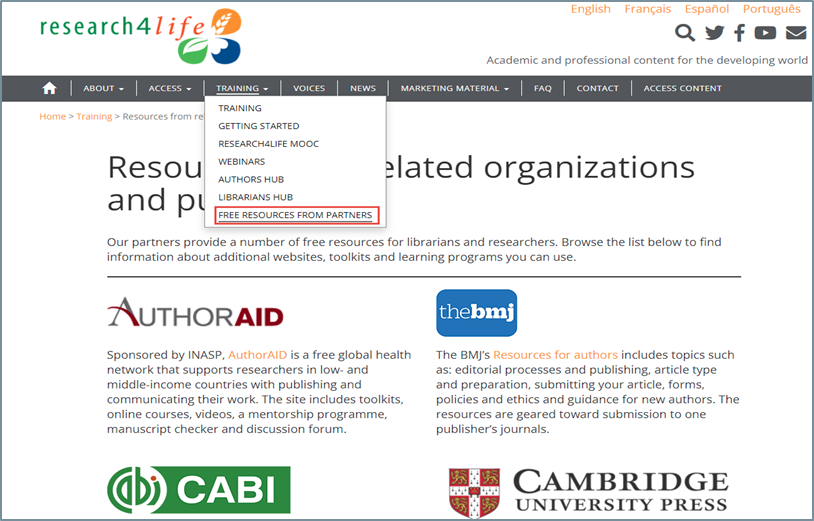 English Français Español Português
research4life
Academic and professional content for the developing world
ABOUT ACCESS TRAINING VOICES NEWS MARKETING MATERIAL FAQ CONTACT ACCESS CONTENT
Home > Training > Resources from re
TRAINING
GETTING STARTED
RESEARCH4LIFE MOOC
WEBINARS
AUTHORS HUB
LIBRARIANS HUB
FREE RESOURCES FROM PARTNERS
Resou elated organizations
and pu
Our partners provide a number of free resources for librarians and researchers. Browse the list below to find
information about additional websites, toolkits and learning programs you can use.
AUTHORAID
Sponsored by INASP, AuthorAID is a free global health
network that supports researchers in low- and
middle-income countries with publishing and
communicating their work. The site includes toolkits,
online courses, videos, a mentorship programme,
manuscript checker and discussion forum.
thebmj
The BMJ's Resources for authors includes topics such
as: editorial processes and publishing, article type
and preparation, submitting your article, forms,
policies and ethics and guidance for new authors. The
resources are geared toward submission to one
publisher's journals.
CABI
CAMBRIDGE
UNIVERSITY PRESS